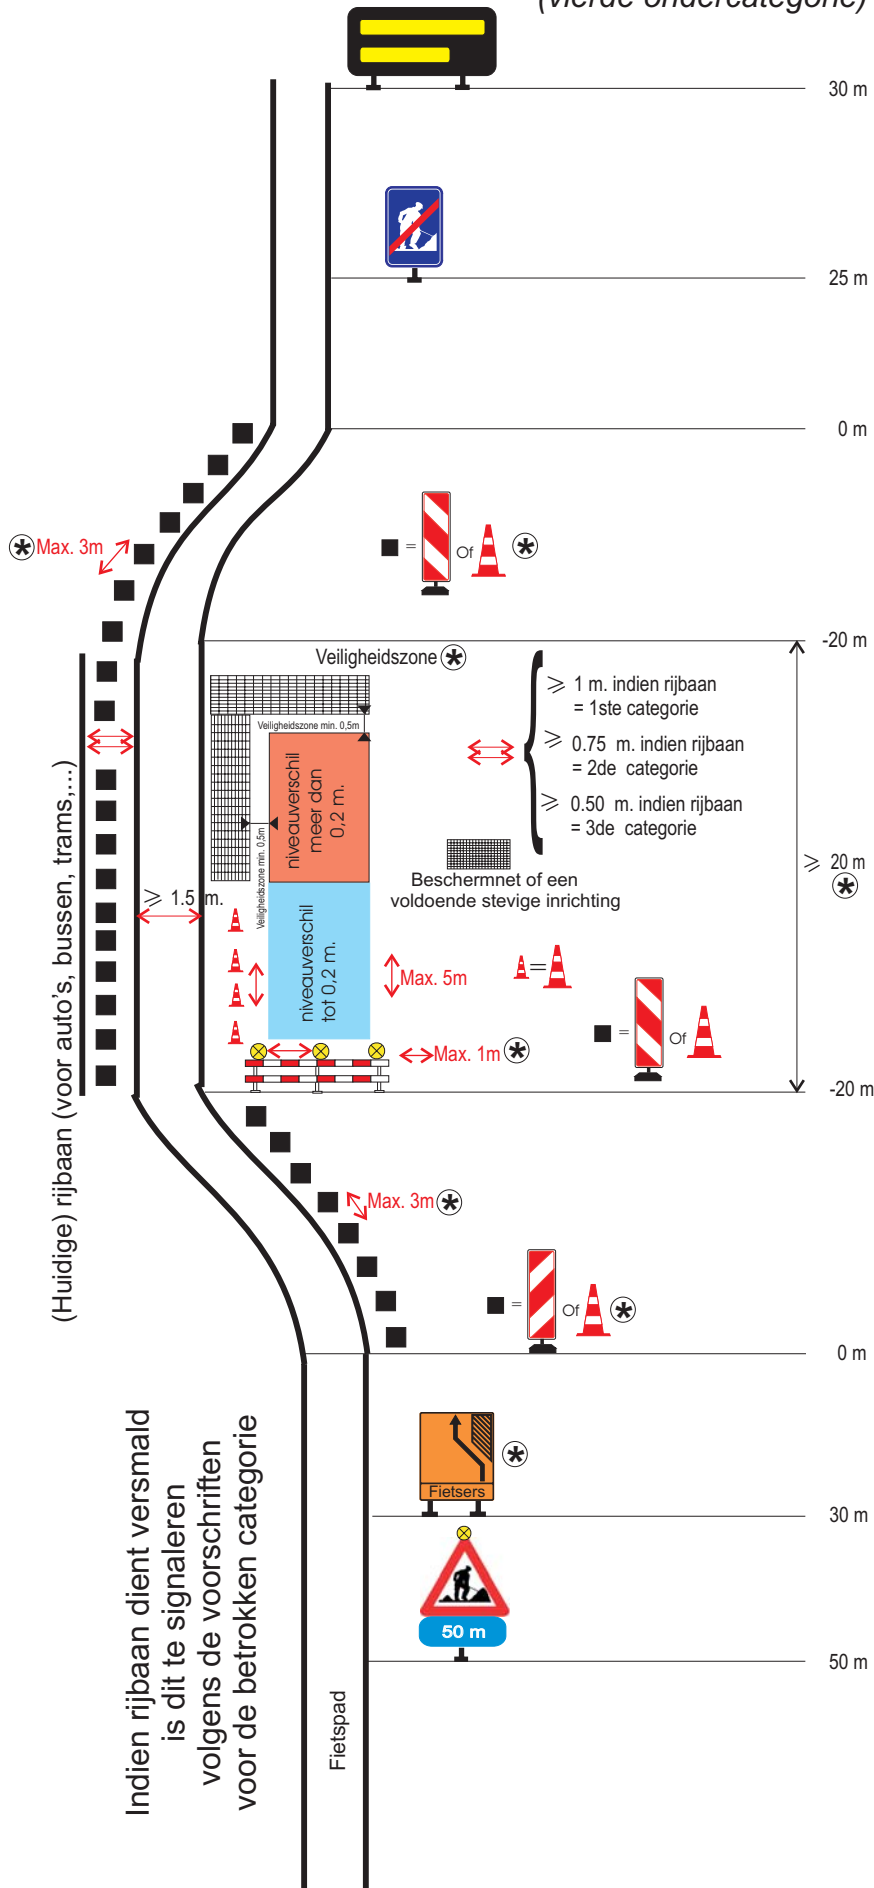 (vierde ondercategorie)
30 m
25 m
0 m
Max. 3m
= Of
-20 m
Veiligheidszone
⩾ 1 m. indien rijbaan
= 1ste categorie
⩾ 0.75 m. indien rijbaan
= 2de categorie
⩾ 0.50 m. indien rijbaan
= 3de categorie
Veiligheidszone min. 0,5m
niveauverschil
meer dan
0,2 m.
Veiligheidszone min. 0,5m
Beschermnet of een
voldoende stevige inrichting
⩾ 20 m
⩾ 1.5 m.
niveauverschil
tot 0,2 m.
Max. 5m
=
= Of
Max. 1m
-20 m
(Huidige) rijbaan (voor auto's, bussen, trams,...)
Max. 3m
= Of
0 m
Fietsers
30 m
50 m
50 m
Indien rijbaan dient versmald
is dit te signaleren
volgens de voorschriften
voor de betrokken categorie
Fietspad